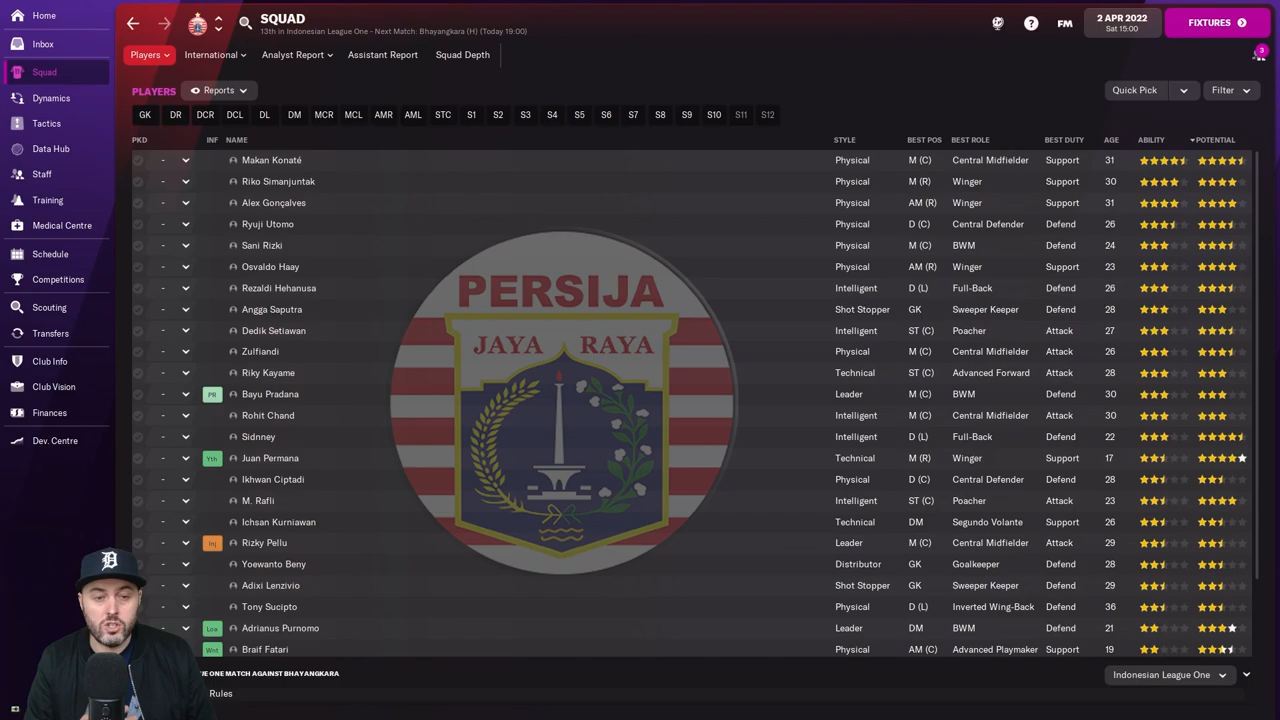 Home
Inbox
Squad
Dynamics
Tactics
Data Hub
Staff
Training
Medical Centre
Schedule
Competitions
Scouting
Transfers
Club Info
Club Vision
Finances
Dev. Centre
SQUAD
13th in Indonesian League One - Next Match: Bhayangkara (H) (Today 19:00)
FM
2 APR 2022
Sat 15:00
FIXTURES
Players
International
Analyst Report
Assistant Report
Squad Depth
3
PLAYERS
Reports
Quick Pick
Filter
GK DR DCR DCL DL DM MCR MCL AMR AML STC S1 S2 S3 S4 S5 S6 S7 S8 S9 S10 S11 S12
PKD INF NAME STYLE BEST POS BEST ROLE BEST DUTY AGE ABILITY POTENTIAL
- Makan Konaté Physical M (C) Central Midfielder Support 31
- Riko Simanjuntak Physical M (R) Winger Support 30
- Alex Gonçalves Physical AM (R) Winger Support 31
- Ryuji Utomo Physical D (C) Central Defender Defend 26
- Sani Rizki Physical M (C) BWM Defend 24
- Osvaldo Haay Physical AM (R) Winger Support 23
- Rezaldi Hehanusa Intelligent D (L) Full-Back Defend 26
- Angga Saputra Shot Stopper GK Sweeper Keeper Defend 28
- Dedik Setiawan Intelligent ST (C) Poacher Attack 27
- Zulfiandi Physical M (C) Central Midfielder Attack 26
- Riky Kayame Technical ST (C) Advanced Forward Attack 28
- PR Bayu Pradana Leader M (C) BWM Defend 30
- Rohit Chand Intelligent M (C) Central Midfielder Attack 30
- Sidnney Intelligent D (L) Full-Back Defend 22
- Yth Juan Permana Technical M (R) Winger Support 17
- Ikhwan Ciptadi Physical D (C) Central Defender Defend 28
- M. Rafli Intelligent ST (C) Poacher Attack 23
- Ichsan Kurniawan Technical DM Segundo Volante Support 26
- Inj Rizky Pellu Leader M (C) Central Midfielder Attack 29
- Yoewanto Beny Distributor GK Goalkeeper Defend 28
- Adixi Lenzivio Shot Stopper GK Sweeper Keeper Defend 29
- Tony Sucipto Physical D (L) Inverted Wing-Back Defend 36
- Loa Adrianus Purnomo Leader DM BWM Defend 21
- Wnt Braif Fatari Physical AM (C) Advanced Playmaker Support 19
PERSIJA
JAYA RAYA
UE ONE MATCH AGAINST BHAYANGKARA
Indonesian League One
Rules